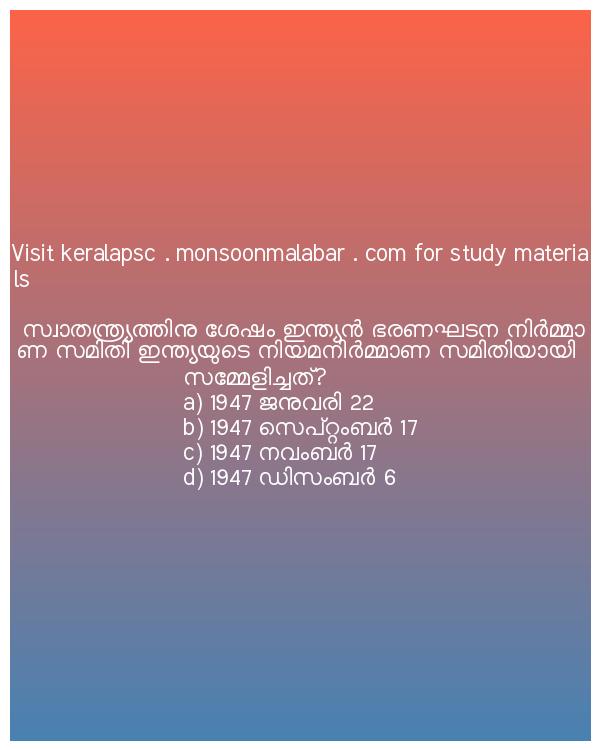 Visit keralapsc . monsoonmalabar . com for study materia
ls
സ്വാതന്ത്ര്യത്തിനു ശേഷം ഇന്ത്യൻ ഭരണഘടന നിർമ്മാ
ണ സമിതി ഇന്ത്യയുടെ നിയമനിർമ്മാണ സമിതിയായി
സമ്മേളിച്ചത്?
a) 1947 ജനുവരി 22
b) 1947 സെപ്റ്റംബർ 17
c) 1947 നവംബർ 17
d) 1947 ഡിസംബർ 6